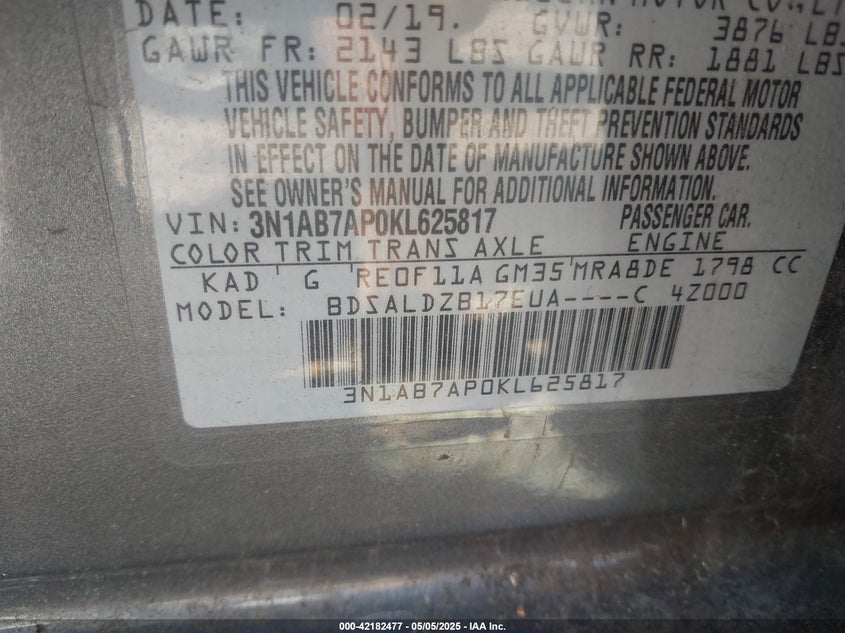 DATE: 02/19. GVWR: 3876 LBS
GAWR FR: 2143 LBS GAWR RR: 1881 LBS
THIS VEHICLE CONFORMS TO ALL APPLICABLE FEDERAL MOTOR
VEHICLE SAFETY, BUMPER AND THEFT PREVENTION STANDARDS
IN EFFECT ON THE DATE OF MANUFACTURE SHOWN ABOVE.
SEE OWNER'S MANUAL FOR ADDITIONAL INFORMATION.
VIN: 3N1AB7AP0KL625817 PASSENGER CAR.
COLOR TRIM TRANS AXLE ENGINE
KAD G RE0F11A GM35 MRA8DE 1798 CC
MODEL: BDSALDZB17EUA----C 4Z000
3N1AB7AP0KL625817
000-42182477 - 05/05/2025 - IAA Inc.